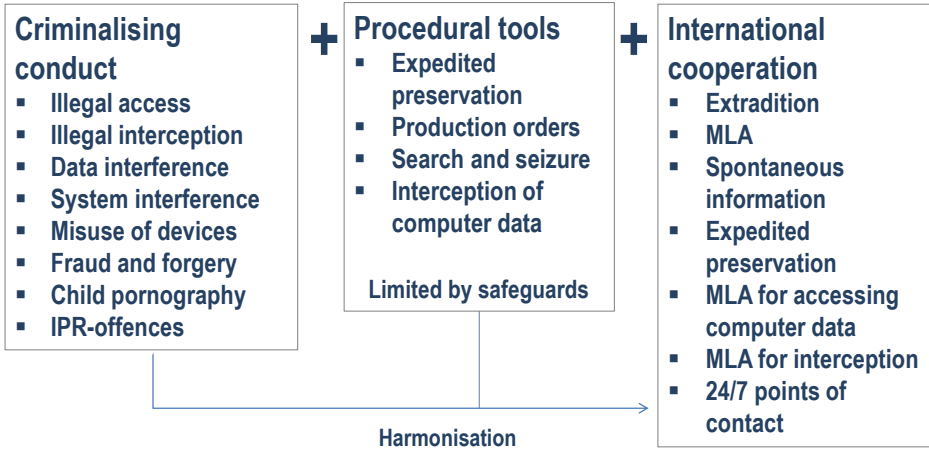 Criminalising
conduct
▪ Illegal access
▪ Illegal interception
▪ Data interference
▪ System interference
▪ Misuse of devices
▪ Fraud and forgery
▪ Child pornography
▪ IPR-offences
+
Procedural tools
▪ Expedited
preservation
▪ Production orders
▪ Search and seizure
▪ Interception of
computer data
Limited by safeguards
+
International
cooperation
▪ Extradition
▪ MLA
▪ Spontaneous
information
▪ Expedited
preservation
▪ MLA for accessing
computer data
▪ MLA for interception
▪ 24/7 points of
contact
Harmonisation